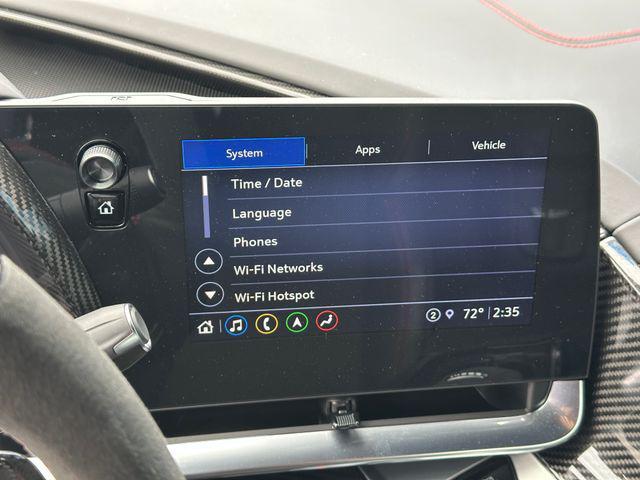 System Apps Vehicle
Time / Date
Language
Phones
Wi-Fi Networks
Wi-Fi Hotspot
2 72° 2:35